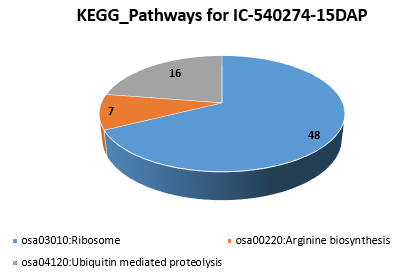 KEGG_Pathways for IC-540274-15DAP
16
7
48
osa03010:Ribosome
osa00220:Arginine biosynthesis
osa04120:Ubiquitin mediated proteolysis